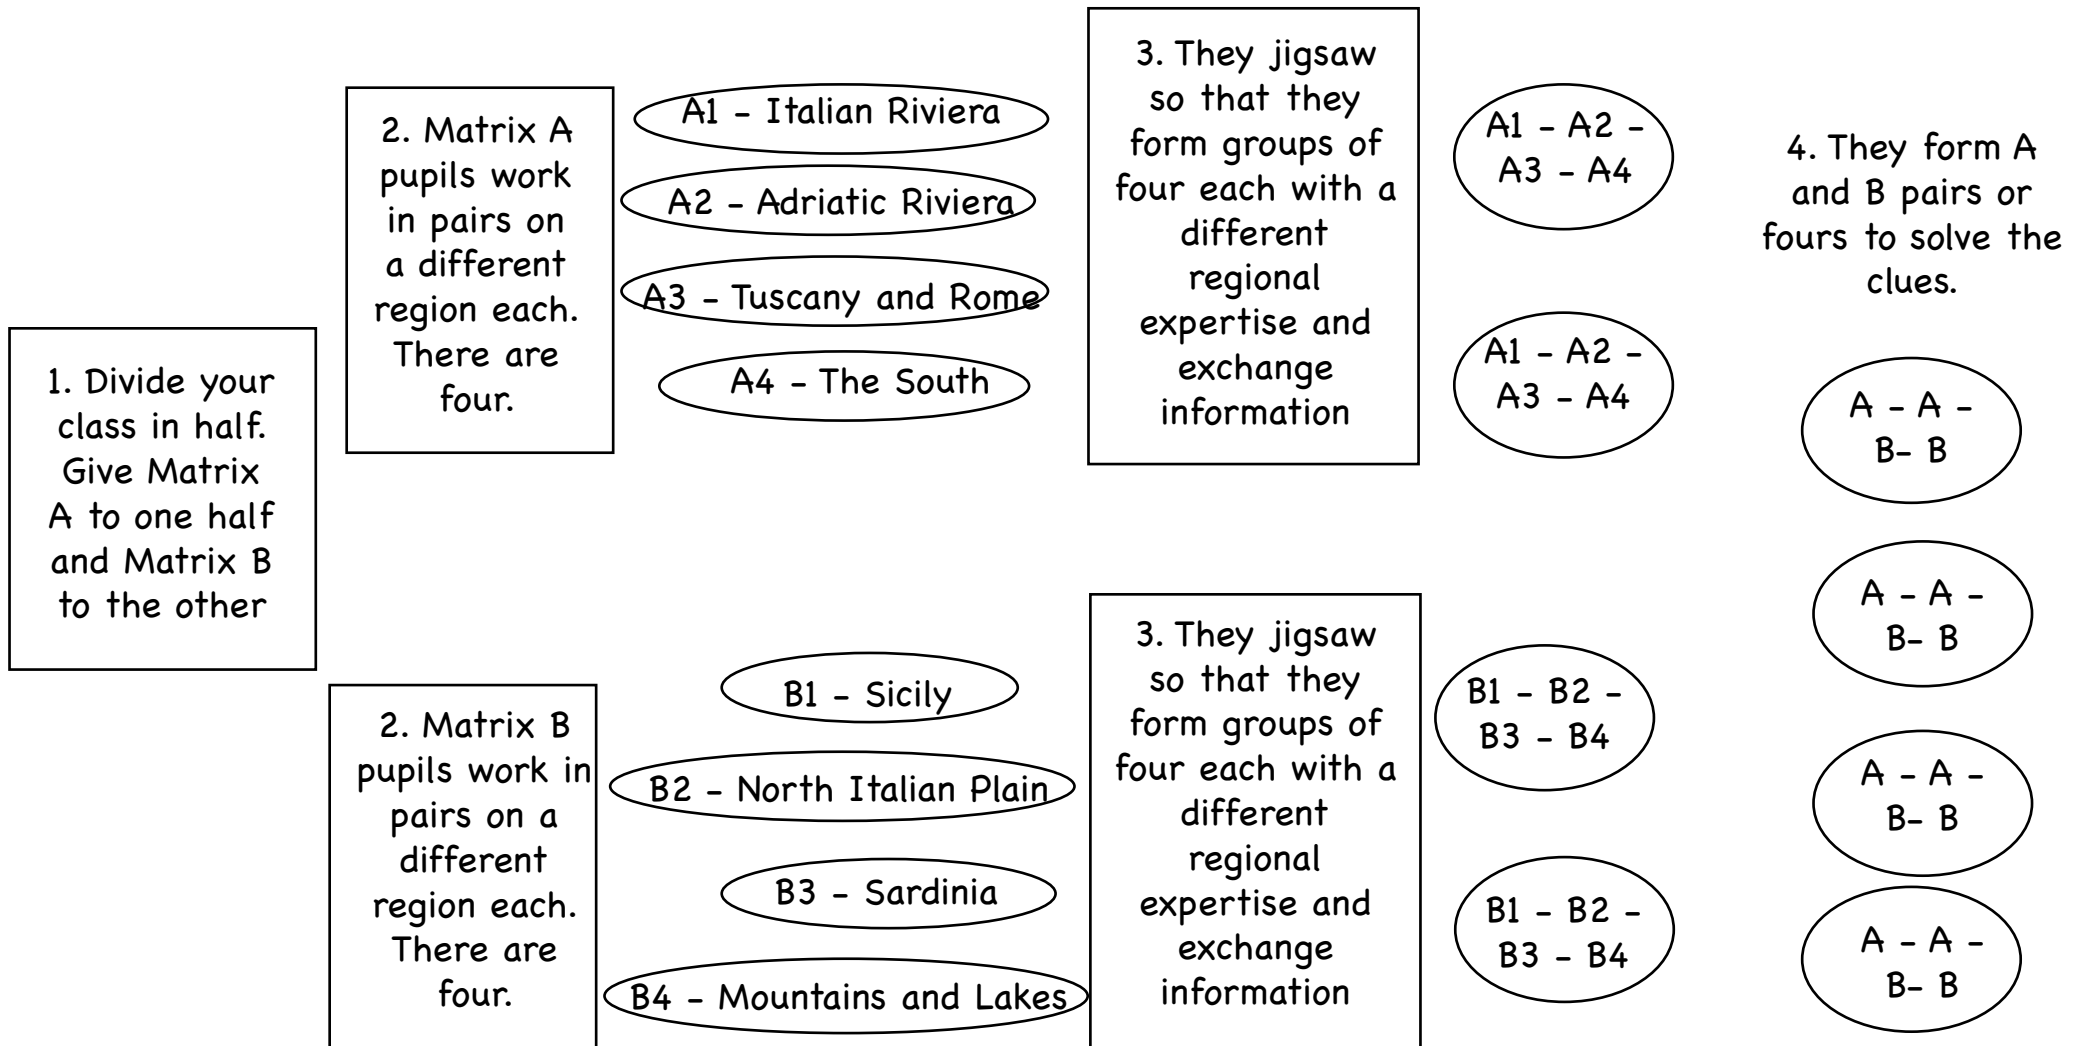 1. Divide your
class in half.
Give Matrix
A to one half
and Matrix B
to the other
2. Matrix A
pupils work
in pairs on
a different
region each.
There are
four.
A1 – Italian Riviera
A2 – Adriatic Riviera
A3 – Tuscany and Rome
A4 – The South
3. They jigsaw
so that they
form groups of
four each with a
different
regional
expertise and
exchange
information
A1 – A2 –
A3 – A4
A1 – A2 –
A3 – A4
2. Matrix B
pupils work in
pairs on a
different
region each.
There are
four.
B1 – Sicily
B2 – North Italian Plain
B3 – Sardinia
B4 – Mountains and Lakes
3. They jigsaw
so that they
form groups of
four each with a
different
regional
expertise and
exchange
information
B1 – B2 –
B3 – B4
B1 – B2 –
B3 – B4
4. They form A
and B pairs or
fours to solve the
clues.
A – A –
B– B
A – A –
B– B
A – A –
B– B
A – A –
B– B